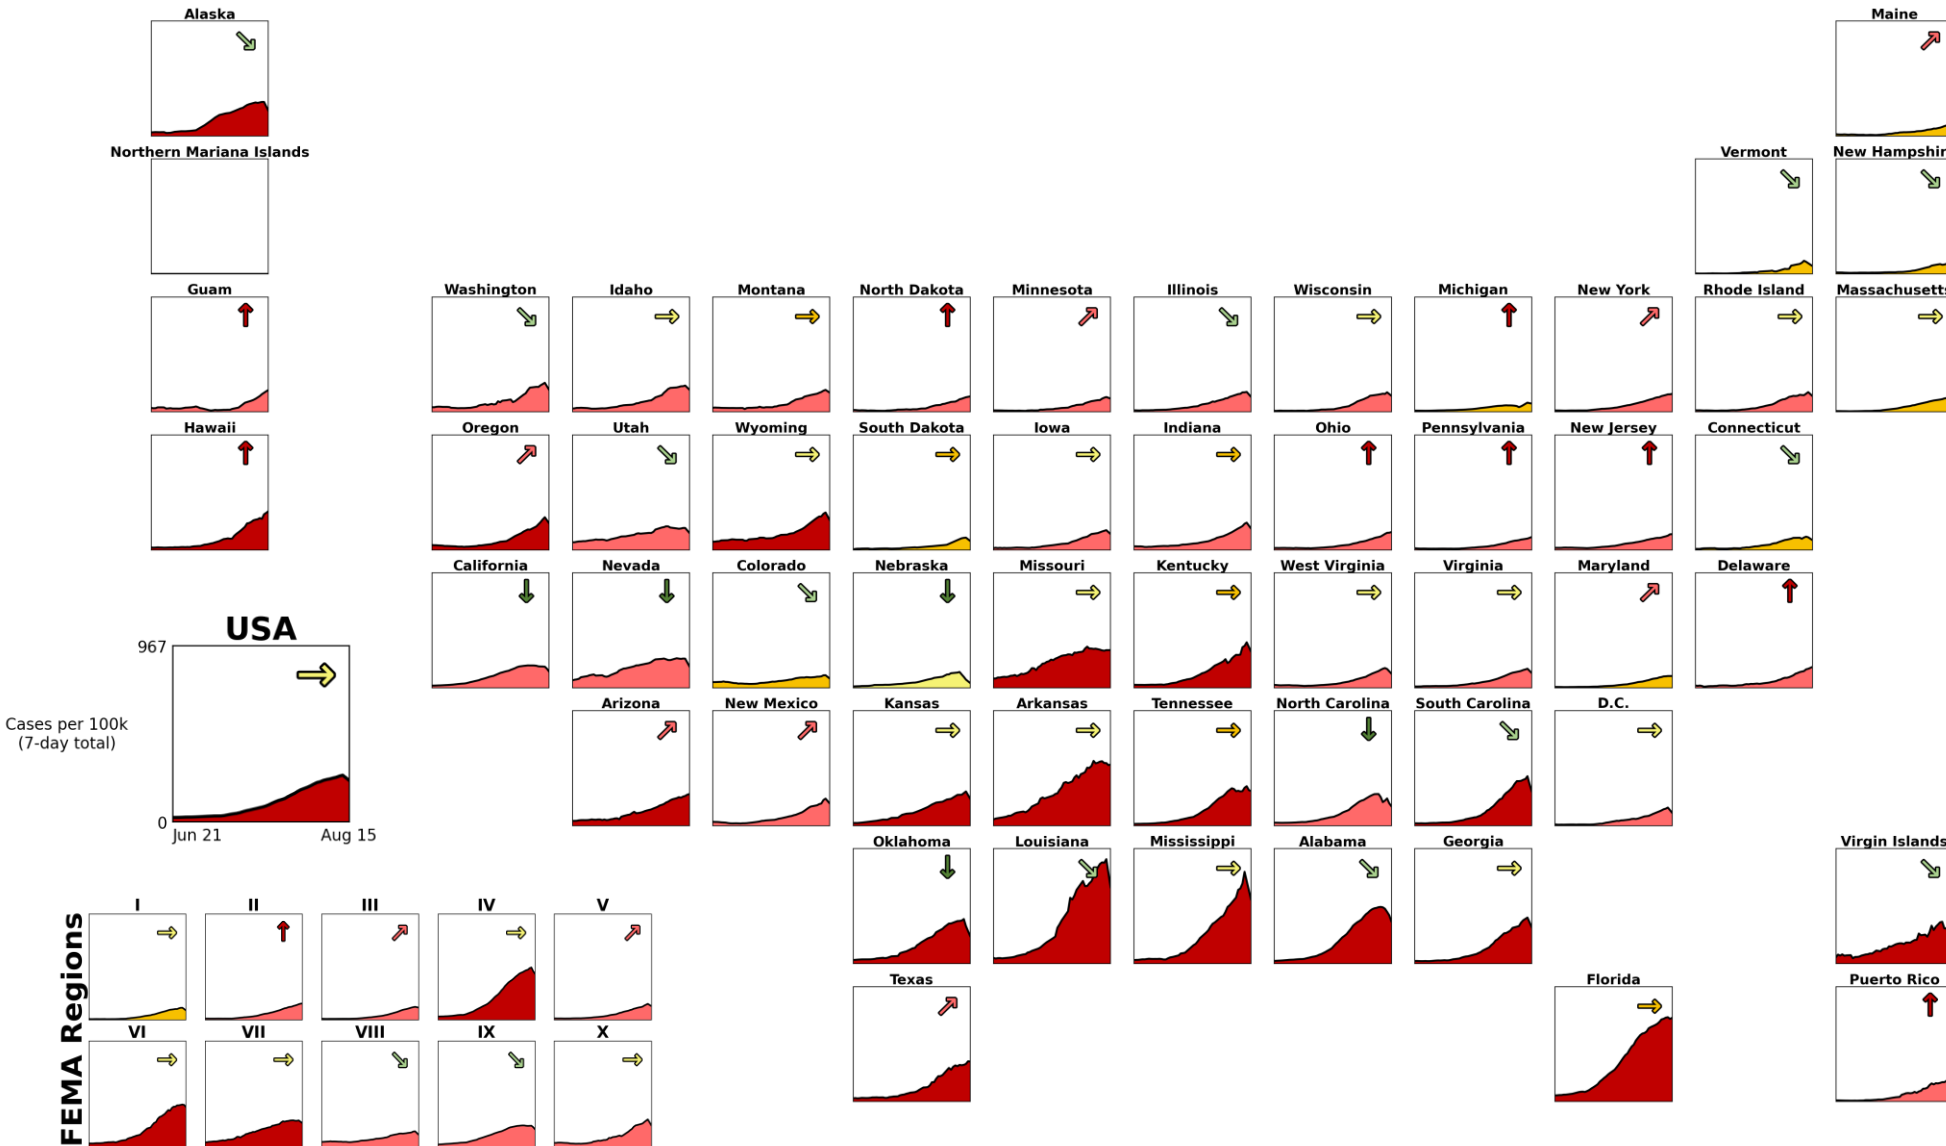 Alaska
Maine
Northern Mariana Islands
Vermont
New Hampshir
Guam
Washington
Idaho
Montana
North Dakota
Minnesota
Illinois
Wisconsin
Michigan
New York
Rhode Island
Massachusetts
Hawaii
Oregon
Utah
Wyoming
South Dakota
Iowa
Indiana
Ohio
Pennsylvania
New Jersey
Connecticut
California
Nevada
Colorado
Nebraska
Missouri
Kentucky
West Virginia
Virginia
Maryland
Delaware
USA
967
Cases per 100k
(7-day total)
0
Jun 21
Aug 15
Arizona
New Mexico
Kansas
Arkansas
Tennessee
North Carolina
South Carolina
D.C.
Oklahoma
Louisiana
Mississippi
Alabama
Georgia
Virgin Islands
Texas
Florida
Puerto Rico
FEMA Regions
I
II
III
IV
V
VI
VII
VIII
IX
X